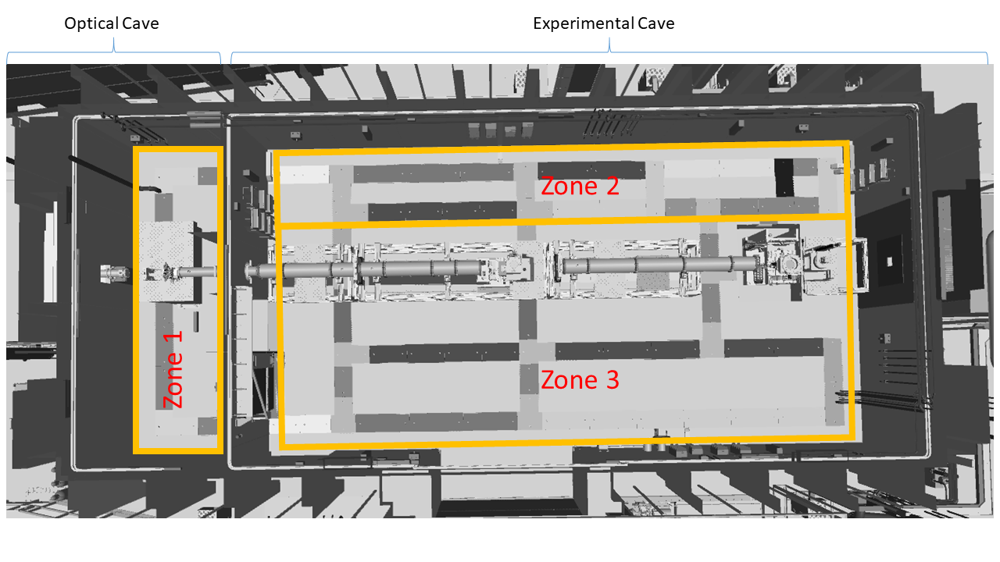 Optical Cave
Experimental Cave
Zone 1
Zone 2
Zone 3